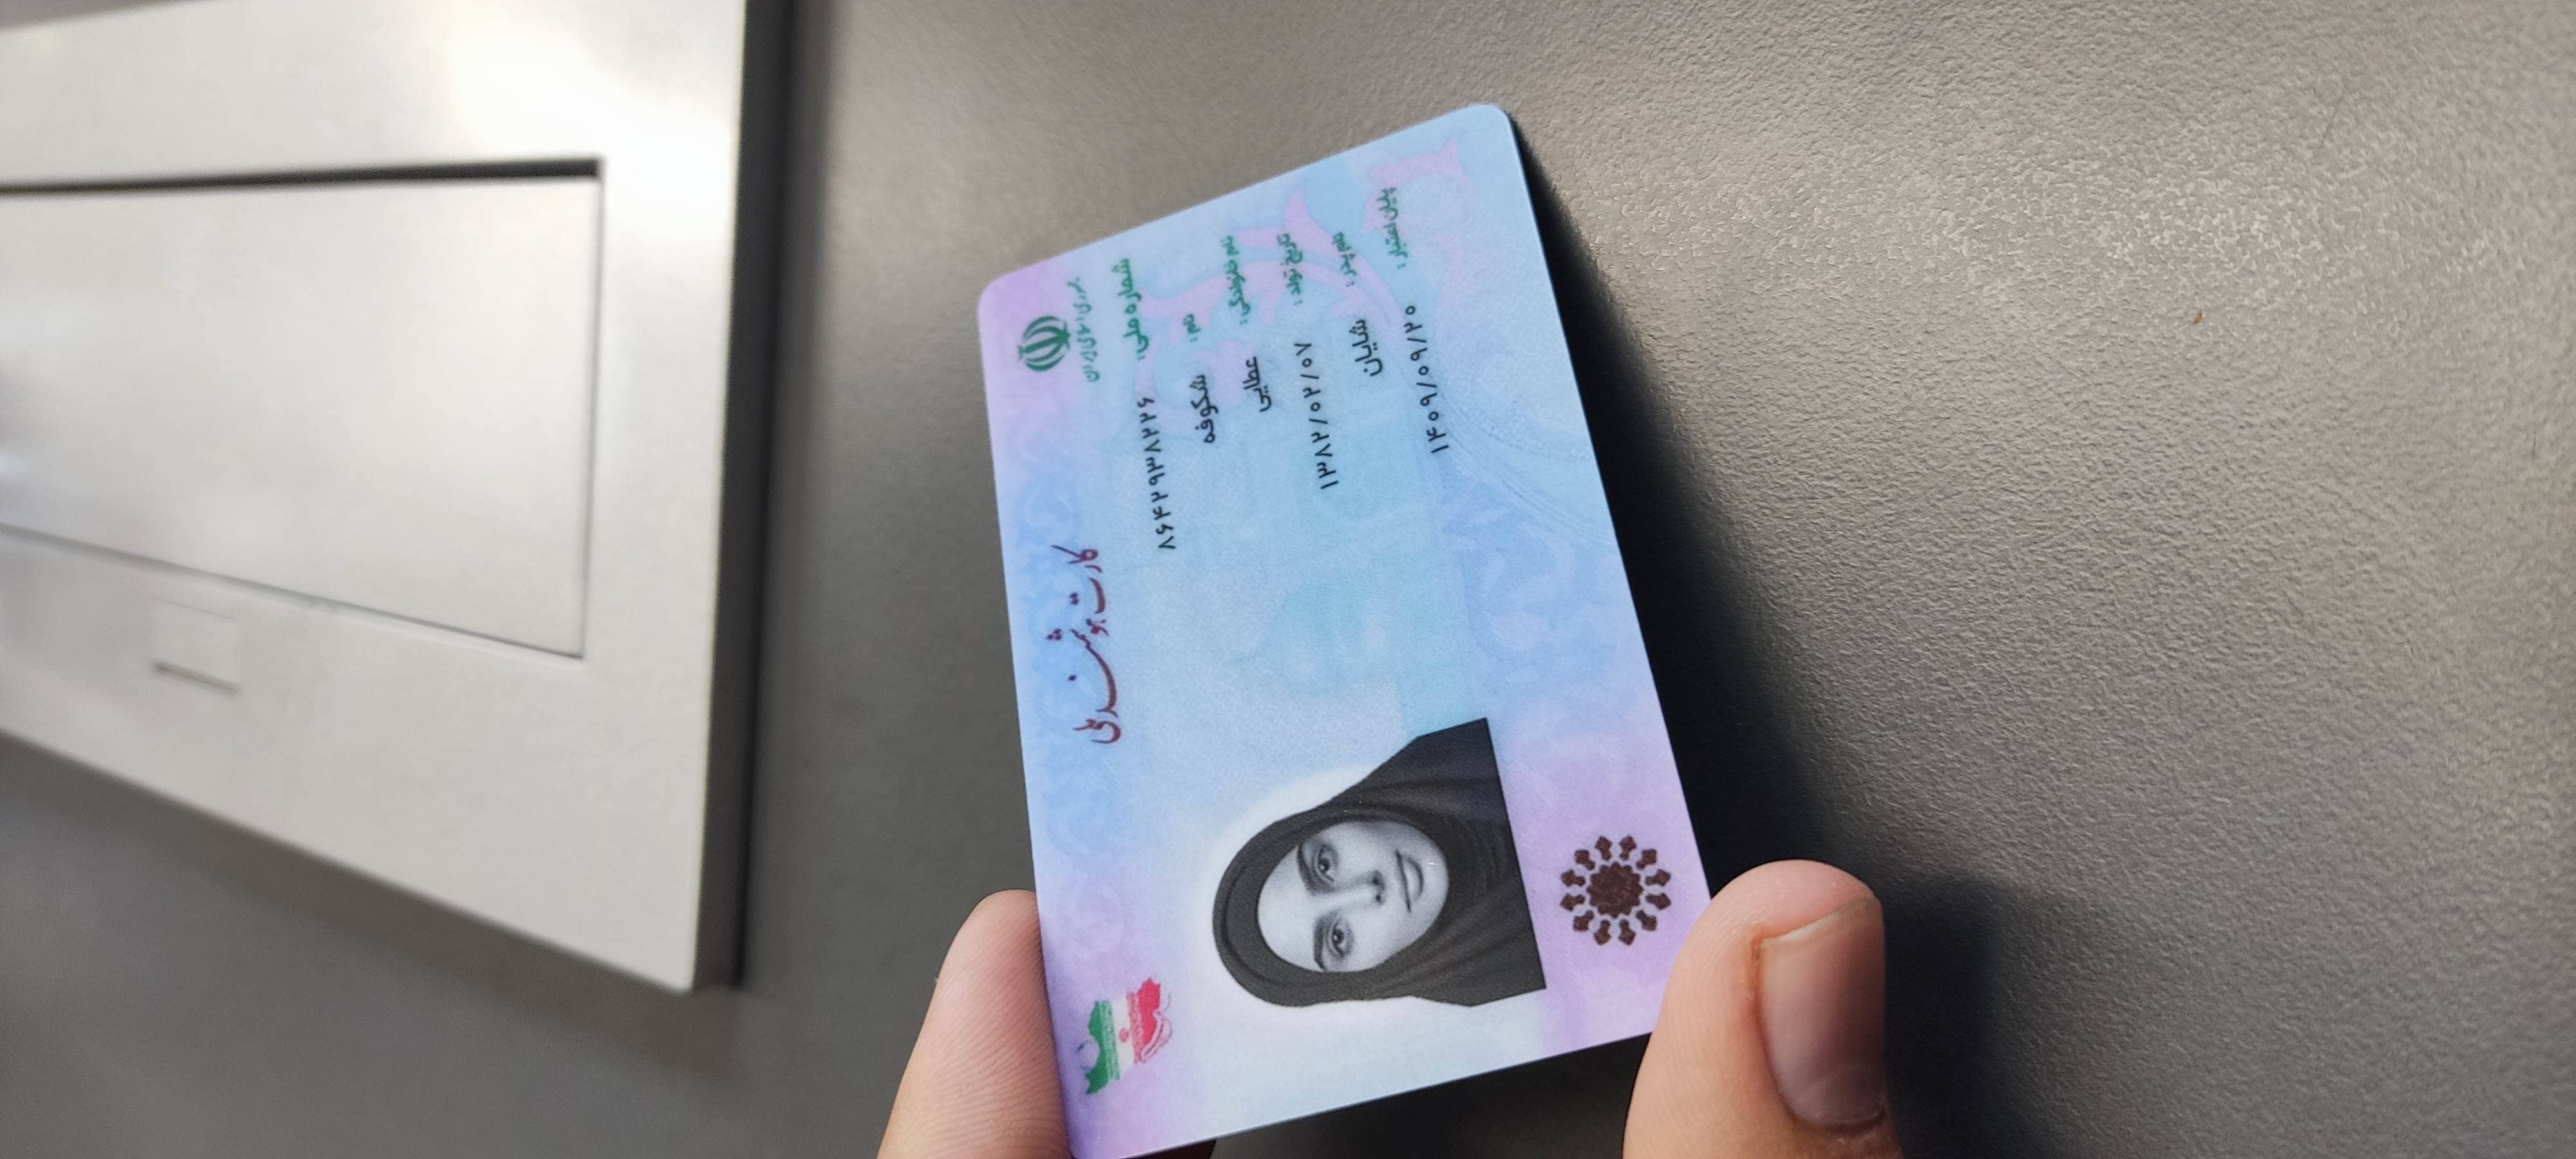 جمهوری اسلامی ایران
کارت هوشمند ملی
شماره ملی: ۸۶۴۲۹۳۸۲۲۶
نام: شکوفه
نام خانوادگی: عطایی
تاریخ تولد: ۱۳۸۲/۰۲/۰۷
نام پدر: شایان
پایان اعتبار: ۱۴۰۹/۰۹/۲۰